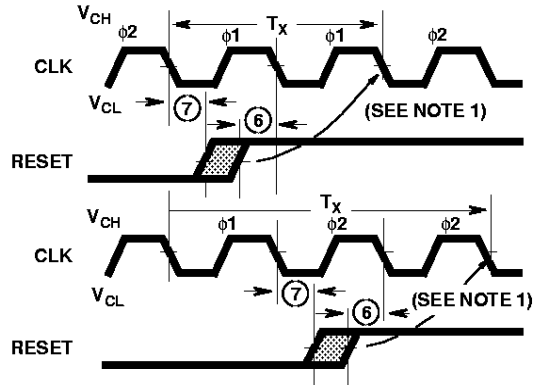 V_CH T_X
ϕ2 ϕ1 ϕ1 ϕ2
CLK
V_CL 7 6 (SEE NOTE 1)
RESET
V_CH T_X
ϕ2 ϕ1 ϕ2 ϕ2
CLK
V_CL 7 6 (SEE NOTE 1)
RESET